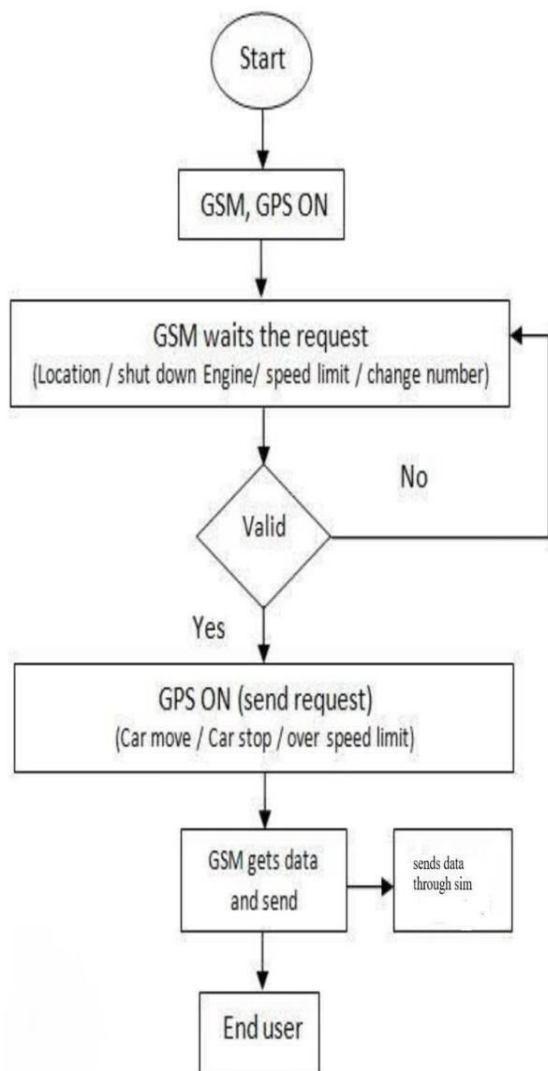 Start
GSM, GPS ON
GSM waits the request
(Location / shut down Engine/ speed limit / change number)
Valid
No
Yes
GPS ON (send request)
(Car move / Car stop / over speed limit)
GSM gets data
and send
sends data
through sim
End user